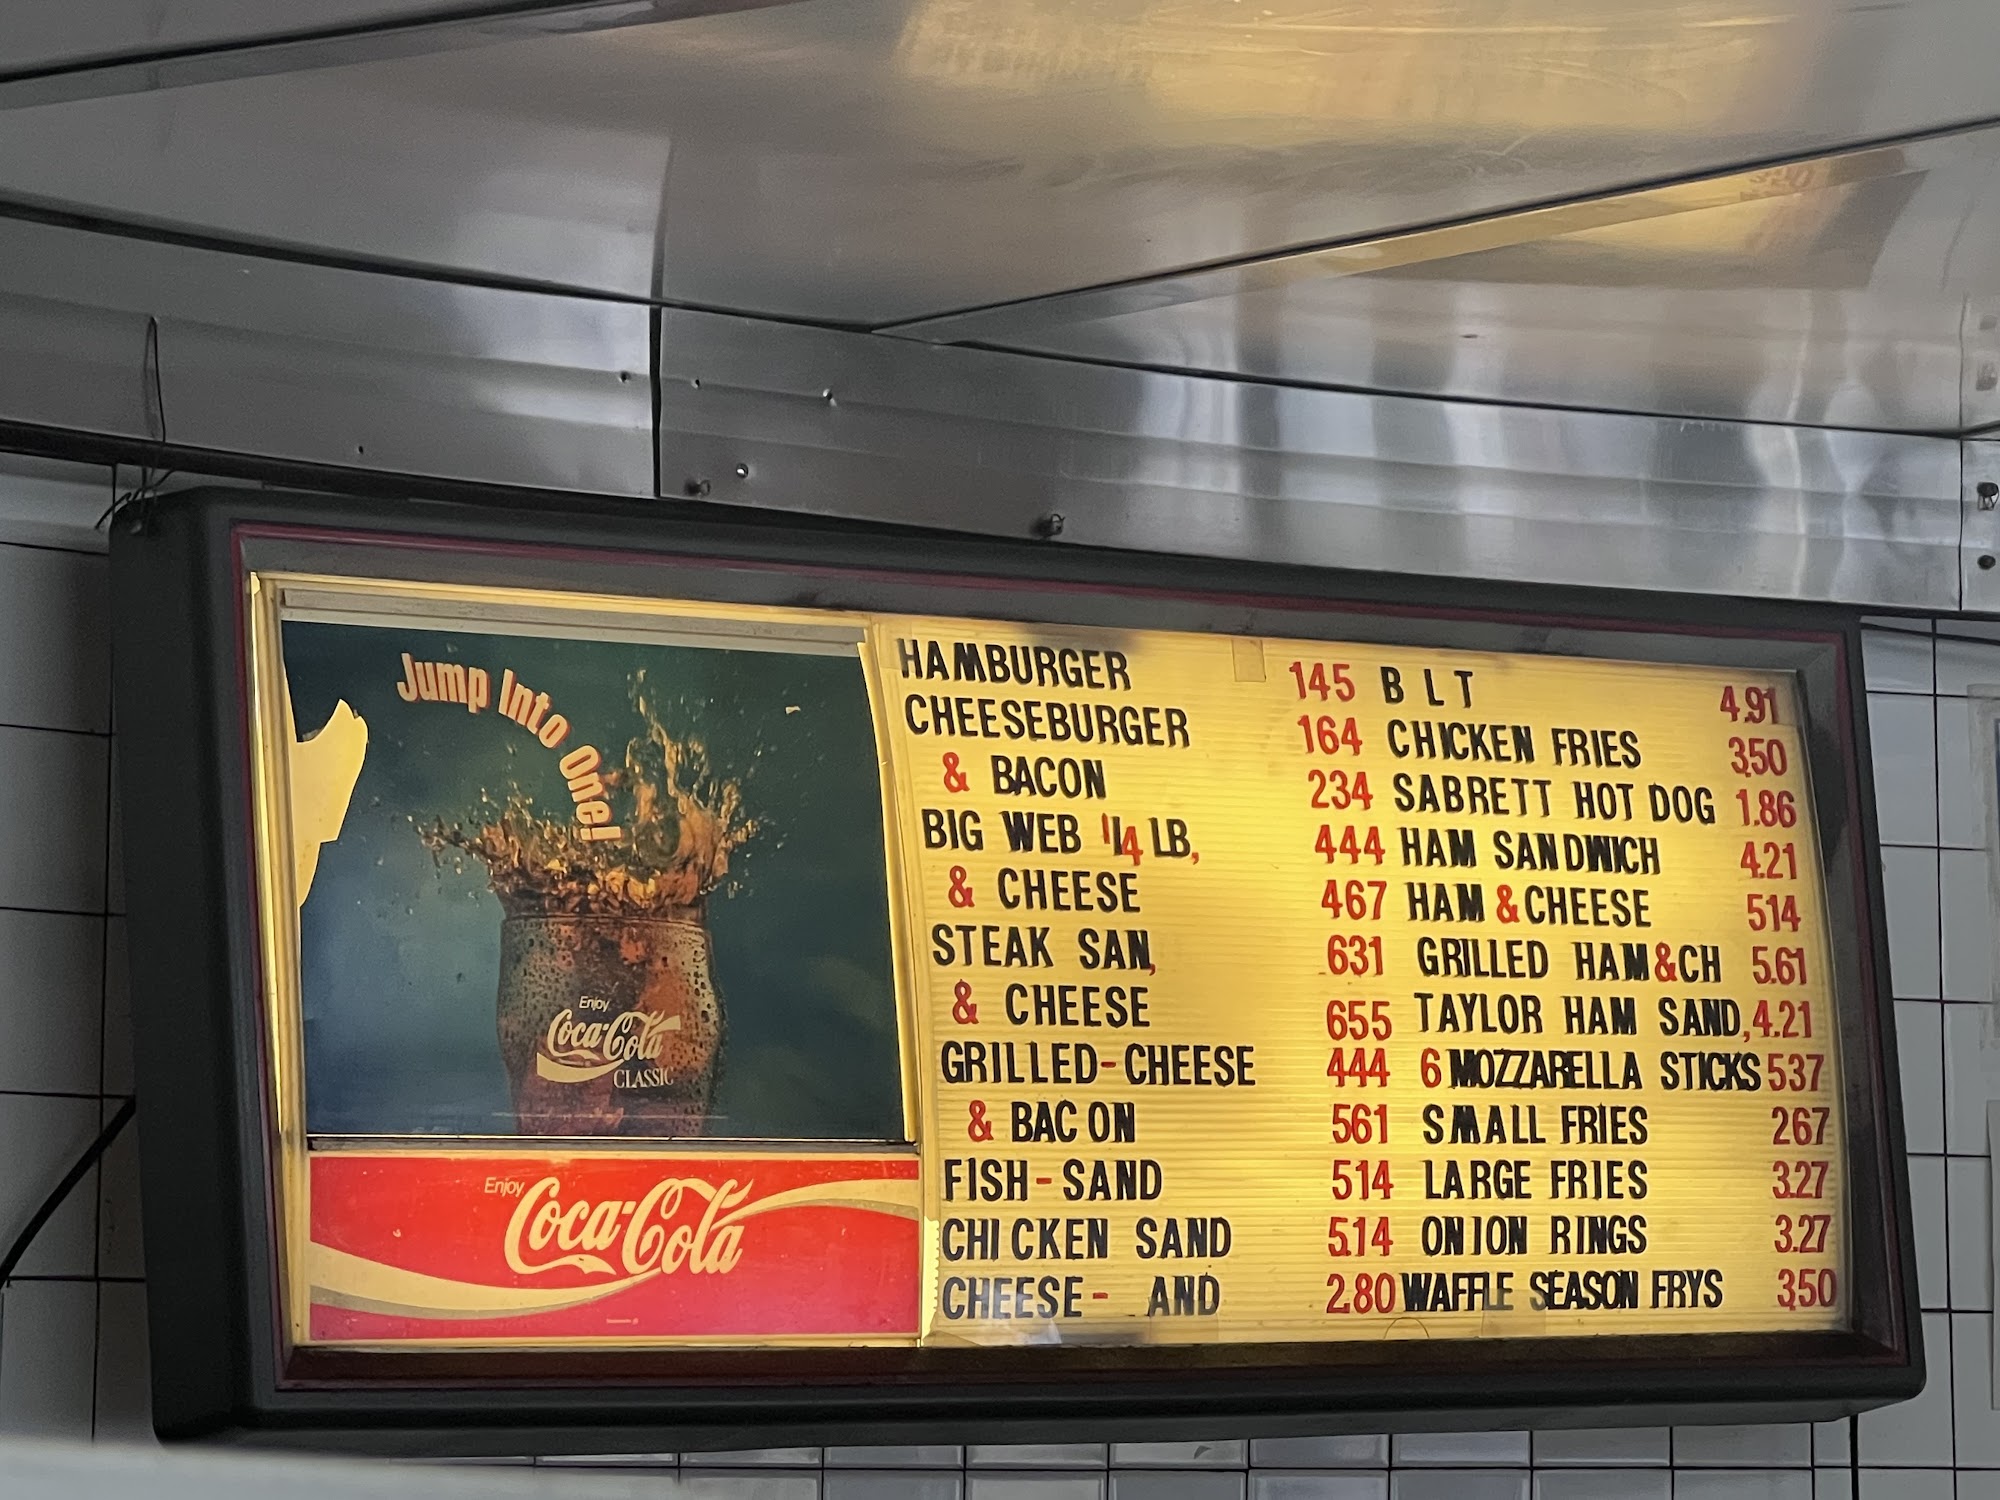 Jump Into One!
Enjoy
Coca-Cola
CLASSIC
Enjoy
Coca-Cola
HAMBURGER 145
CHEESEBURGER 164
& BACON 234
BIG WEB 1/4 LB, 444
& CHEESE 467
STEAK SAN, 631
& CHEESE 655
GRILLED-CHEESE 444
& BACON 561
FISH-SAND 514
CHICKEN SAND 5.14
CHEESE- AND 2.80
B L T 4.91
CHICKEN FRIES 3.50
SABRETT HOT DOG 1.86
HAM SANDWICH 4.21
HAM & CHEESE 514
GRILLED HAM&CH 5.61
TAYLOR HAM SAND, 4.21
6 MOZZARELLA STICKS 537
SMALL FRIES 267
LARGE FRIES 3.27
ONION RINGS 3.27
WAFFLE SEASON FRYS 3.50